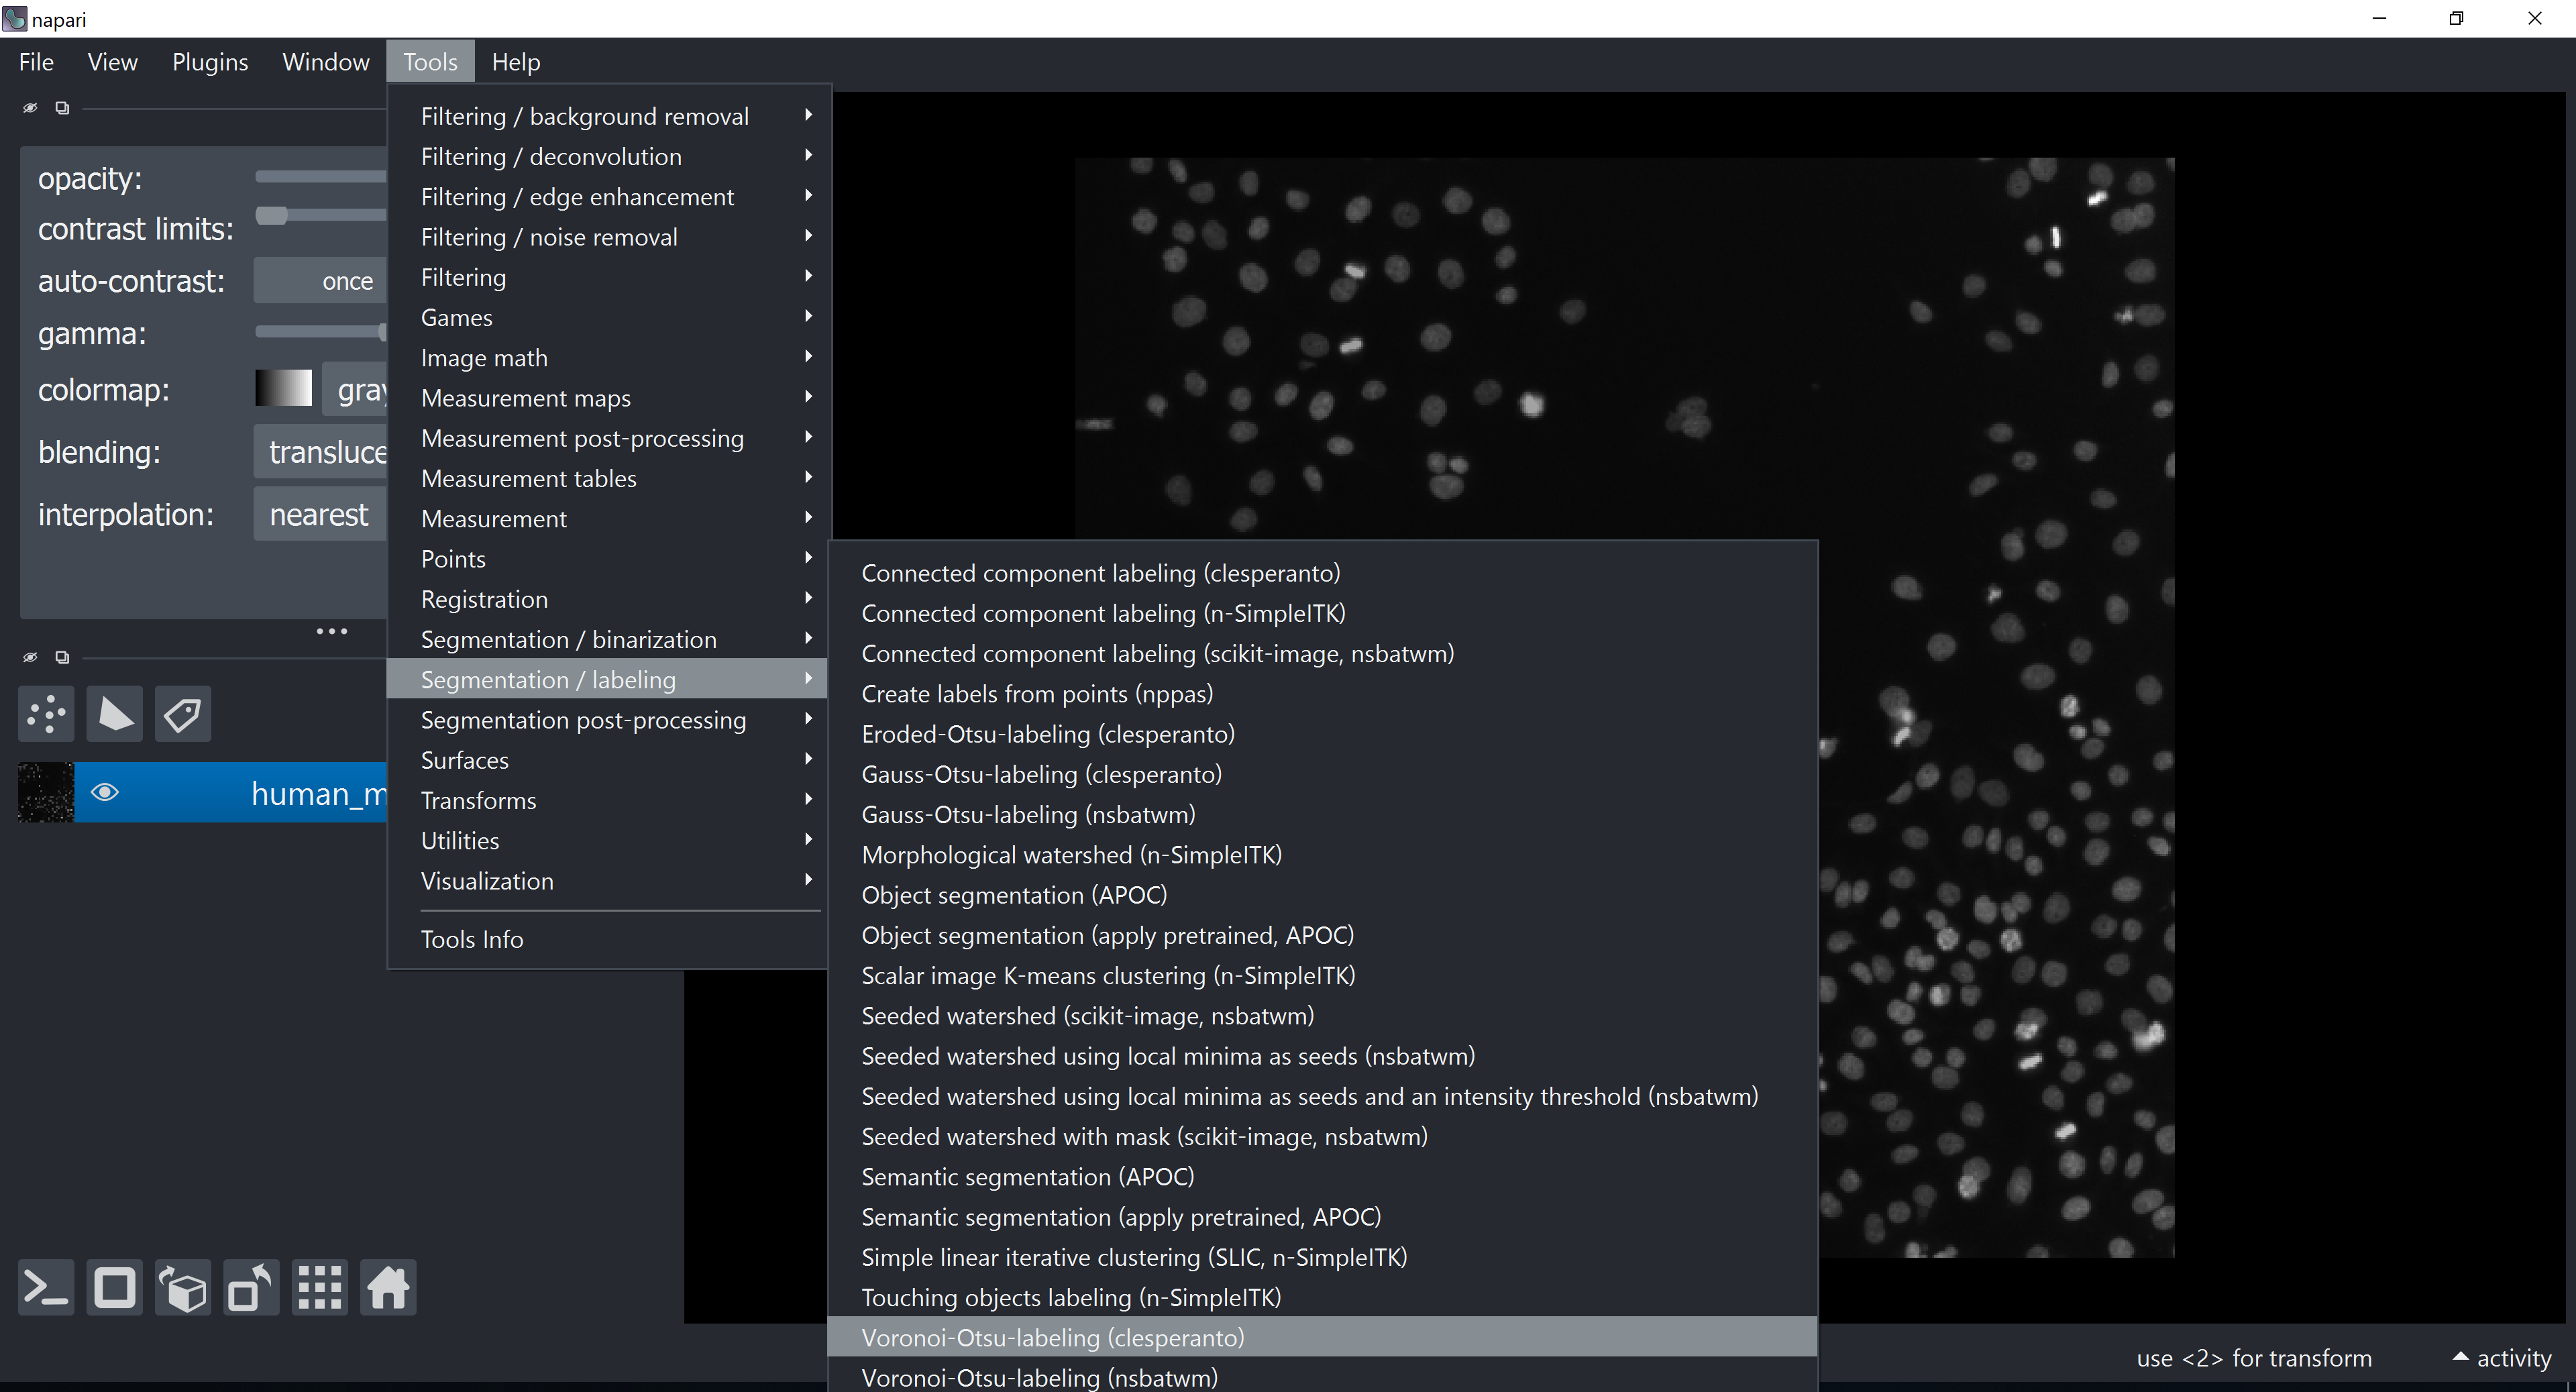 napari
File View Plugins Window Tools Help
opacity:
contrast limits:
auto-contrast: once
gamma:
colormap: gray
blending: transluce
interpolation: nearest
human_m
Filtering / background removal
Filtering / deconvolution
Filtering / edge enhancement
Filtering / noise removal
Filtering
Games
Image math
Measurement maps
Measurement post-processing
Measurement tables
Measurement
Points
Registration
Segmentation / binarization
Segmentation / labeling
Segmentation post-processing
Surfaces
Transforms
Utilities
Visualization
Tools Info
Connected component labeling (clesperanto)
Connected component labeling (n-SimpleITK)
Connected component labeling (scikit-image, nsbatwm)
Create labels from points (nppas)
Eroded-Otsu-labeling (clesperanto)
Gauss-Otsu-labeling (clesperanto)
Gauss-Otsu-labeling (nsbatwm)
Morphological watershed (n-SimpleITK)
Object segmentation (APOC)
Object segmentation (apply pretrained, APOC)
Scalar image K-means clustering (n-SimpleITK)
Seeded watershed (scikit-image, nsbatwm)
Seeded watershed using local minima as seeds (nsbatwm)
Seeded watershed using local minima as seeds and an intensity threshold (nsbatwm)
Seeded watershed with mask (scikit-image, nsbatwm)
Semantic segmentation (APOC)
Semantic segmentation (apply pretrained, APOC)
Simple linear iterative clustering (SLIC, n-SimpleITK)
Touching objects labeling (n-SimpleITK)
Voronoi-Otsu-labeling (clesperanto)
Voronoi-Otsu-labeling (nsbatwm)
use <2> for transform activity